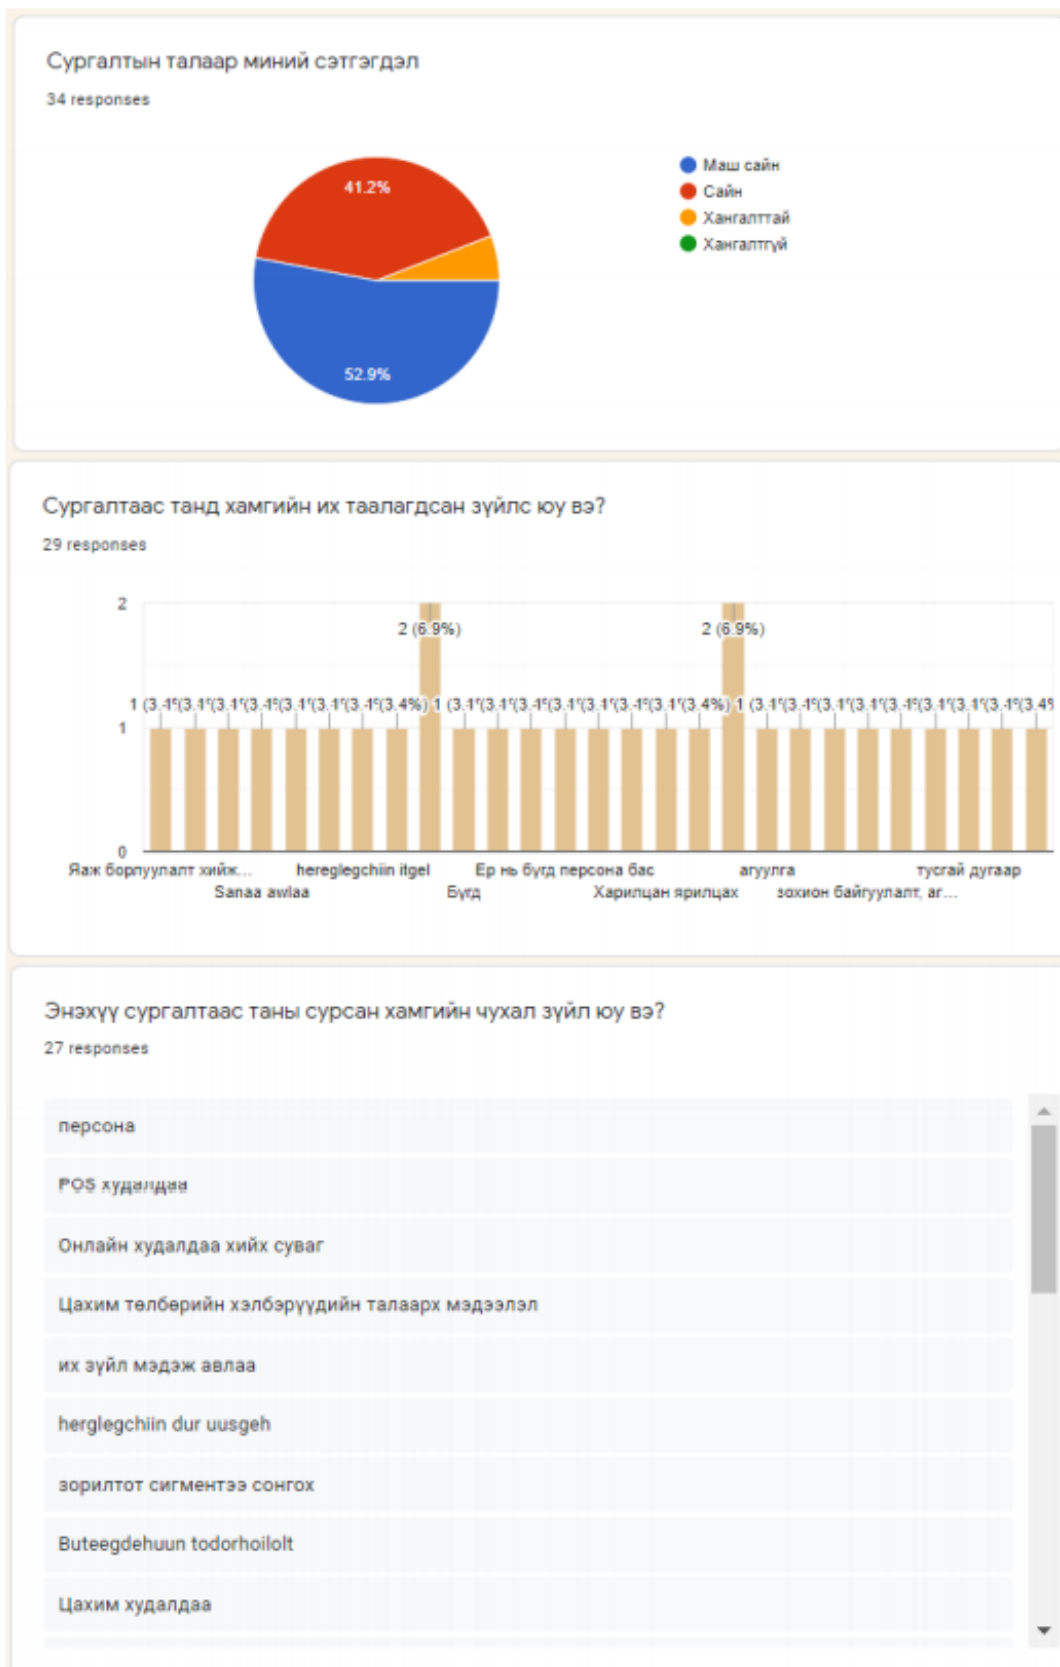 Сургалтын талаар миний сэтгэгдэл
34 responses
41.2%
52.9%
Маш сайн
Сайн
Хангалттай
Хангалтгүй
Сургалтаас танд хамгийн их таалагдсан зүйлс юу вэ?
29 responses
2
2 (6.9%) 2 (6.9%)
1
0
Яаж борлуулалт хийж... hereglegchiin itgel Ер нь бүгд персона бас агуулга тусгай дугаар
Sanaa awlaa Бүгд Харилцан ярилцах зохион байгуулалт, аг...
Энэхүү сургалтаас таны сурсан хамгийн чухал зүйл юу вэ?
27 responses
персона
POS худалдаа
Онлайн худалдаа хийх суваг
Цахим төлбөрийн хэлбэрүүдийн талаарх мэдээлэл
их зүйл мэдэж авлаа
herglegchiin dur uusgeh
зорилтот сигментээ сонгох
Buteegdehuun todorhoilolt
Цахим худалдаа